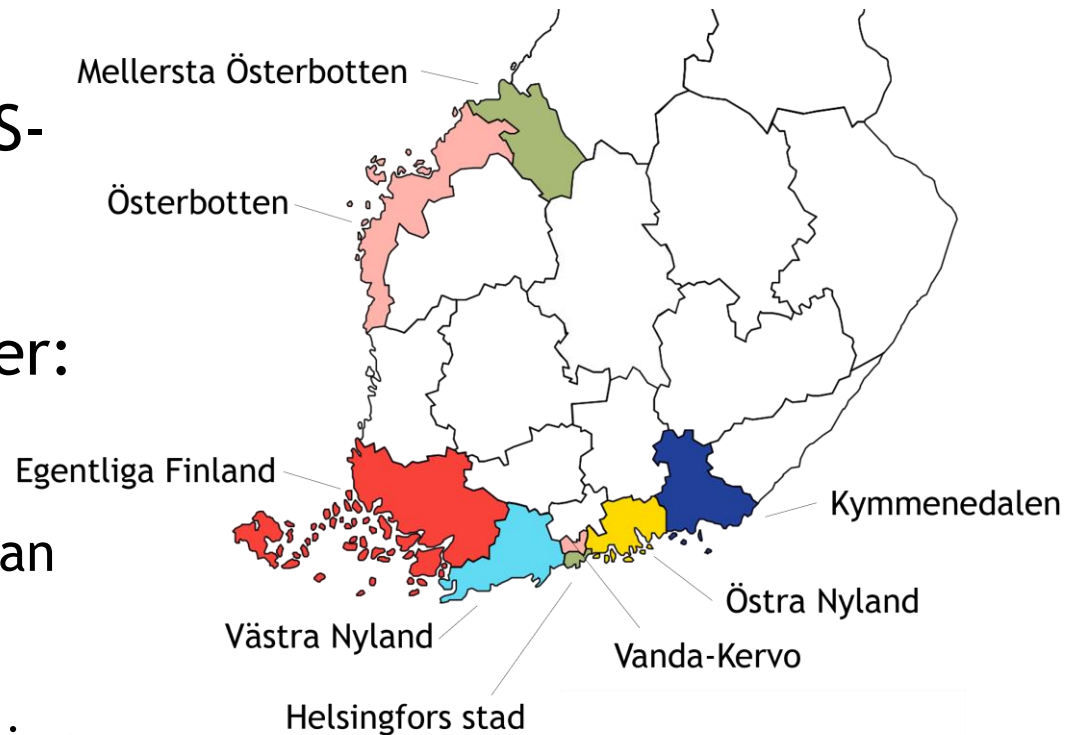 Mellersta Österbotten
S-
Österbotten
er:
Egentliga Finland
Kymmenedalen
an
Östra Nyland
Västra Nyland
Vanda-Kervo
Helsingfors stad
.